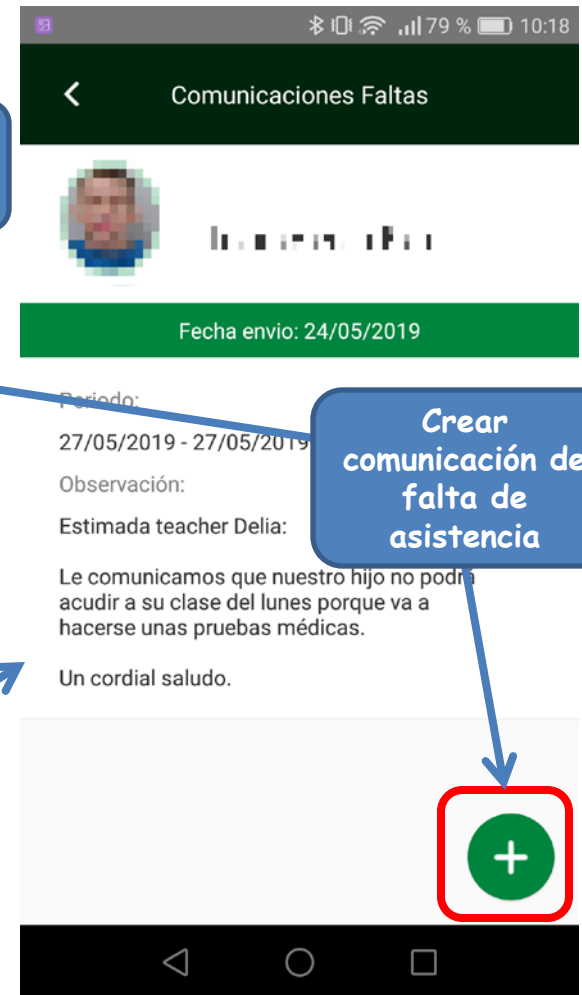 79 % 10:18
Comunicaciones Faltas
Fecha envio: 24/05/2019
Periodo:
27/05/2019 - 27/05/2019
Observación:
Estimada teacher Delia:
Le comunicamos que nuestro hijo no podrá
acudir a su clase del lunes porque va a
hacerse unas pruebas médicas.
Un cordial saludo.
Crear
comunicación de
falta de
asistencia